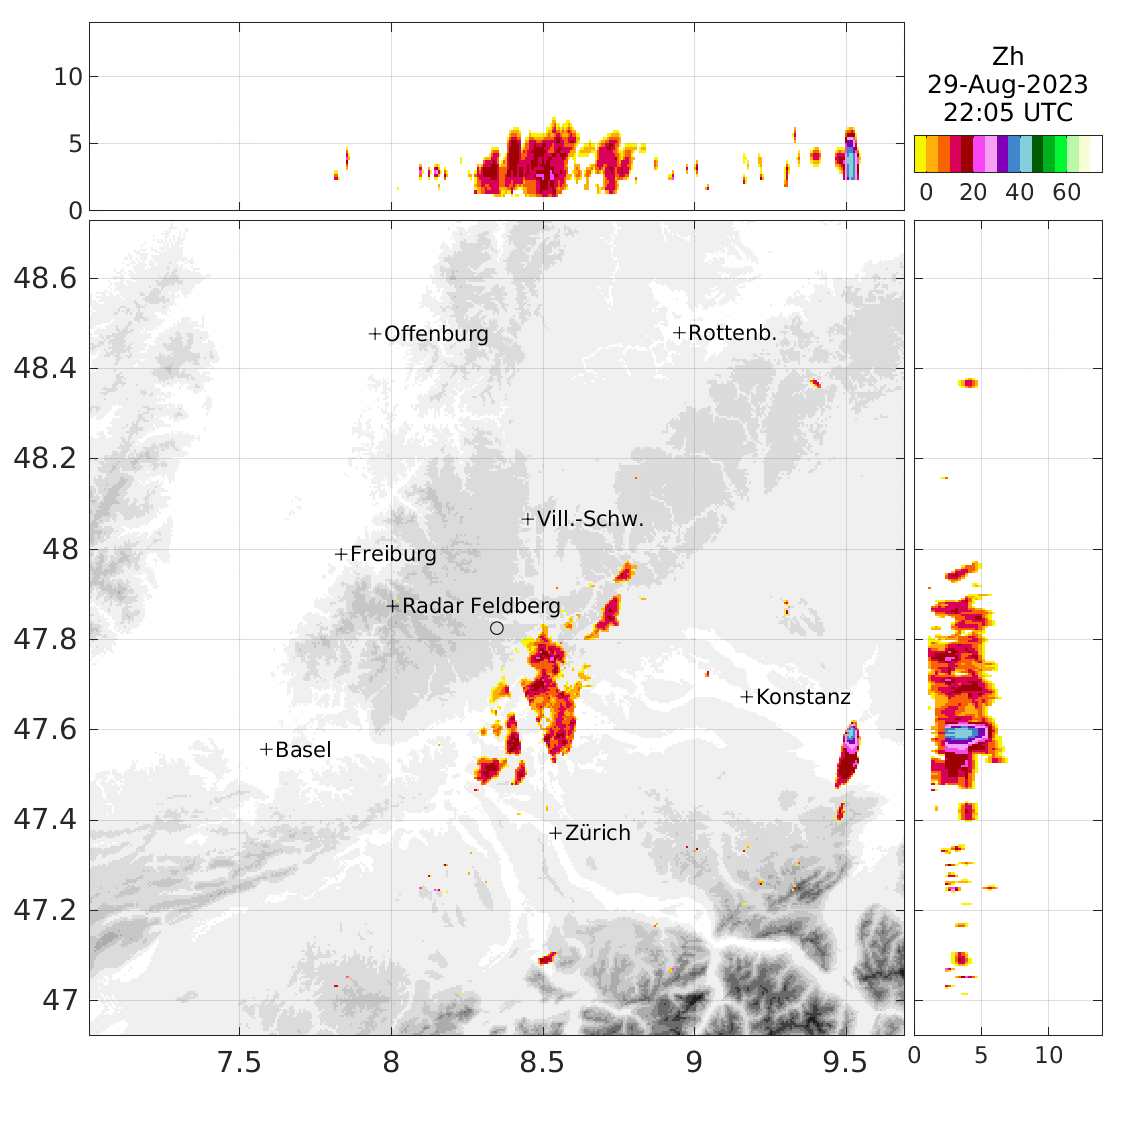 10
5
0
Zh
29-Aug-2023
22:05 UTC
0 20 40 60
48.6
48.4
48.2
48
47.8
47.6
47.4
47.2
47
+Offenburg
+Rottenb.
+Vill.-Schw.
+Freiburg
+Radar Feldberg
+Konstanz
+Basel
+Zürich
7.5 8 8.5 9 9.5
0 5 10